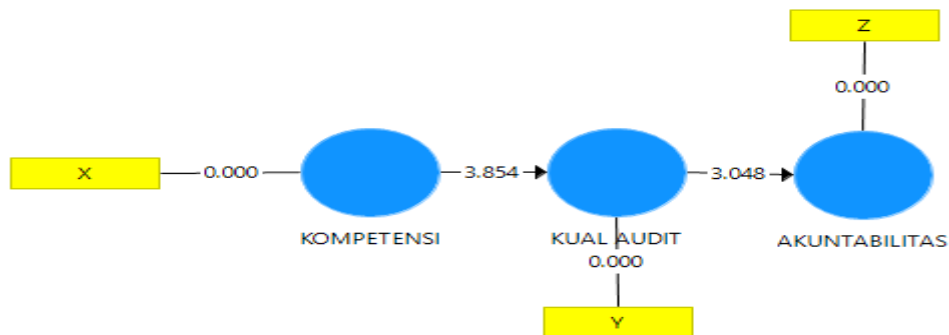 Z
0.000
X
0.000
3.854
3.048
KOMPETENSI
KUAL AUDIT
AKUNTABILITAS
0.000
Y